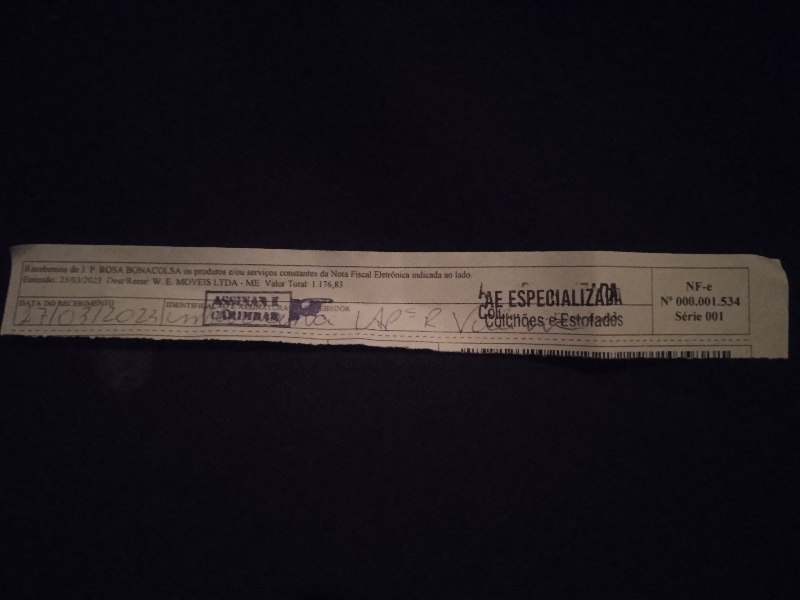 Recebemos de J. P. ROSA BONACOLSA os produtos e/ou serviços constantes da Nota Fiscal Eletrônica indicada ao lado.
Emissão: 23/03/2023 Dest/Reme: W. E. MOVEIS LTDA - ME Valor Total: 1.176,83
DATA DO RECEBIMENTO
27/03/2023
ASSINAR E
CARIMBAR
AE ESPECIALIZADA
Colchões e Estofados
NF-e
Nº 000.001.534
Série 001